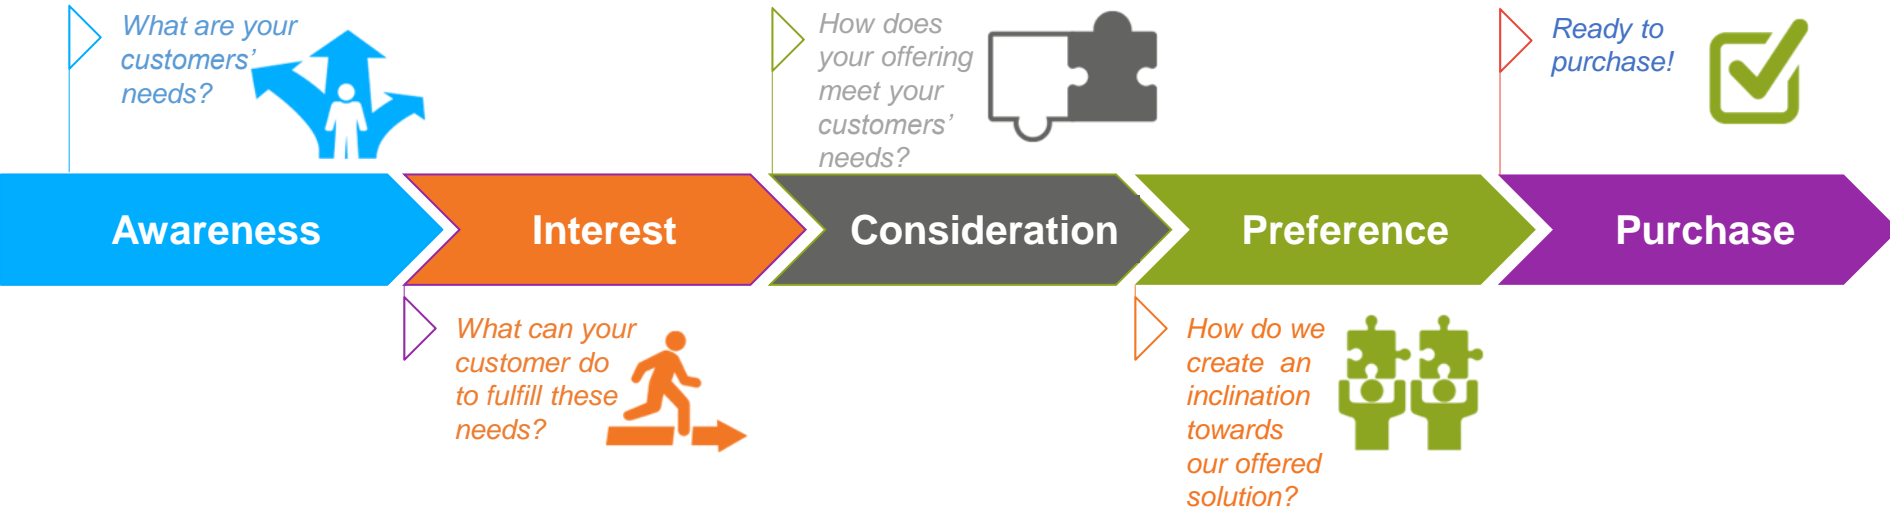 What are your
customers'
needs?
How does
your offering
meet your
customers'
needs?
Ready to
purchase!
Awareness
Interest
Consideration
Preference
Purchase
What can your
customer do
to fulfill these
needs?
How do we
create an
inclination
towards
our offered
solution?